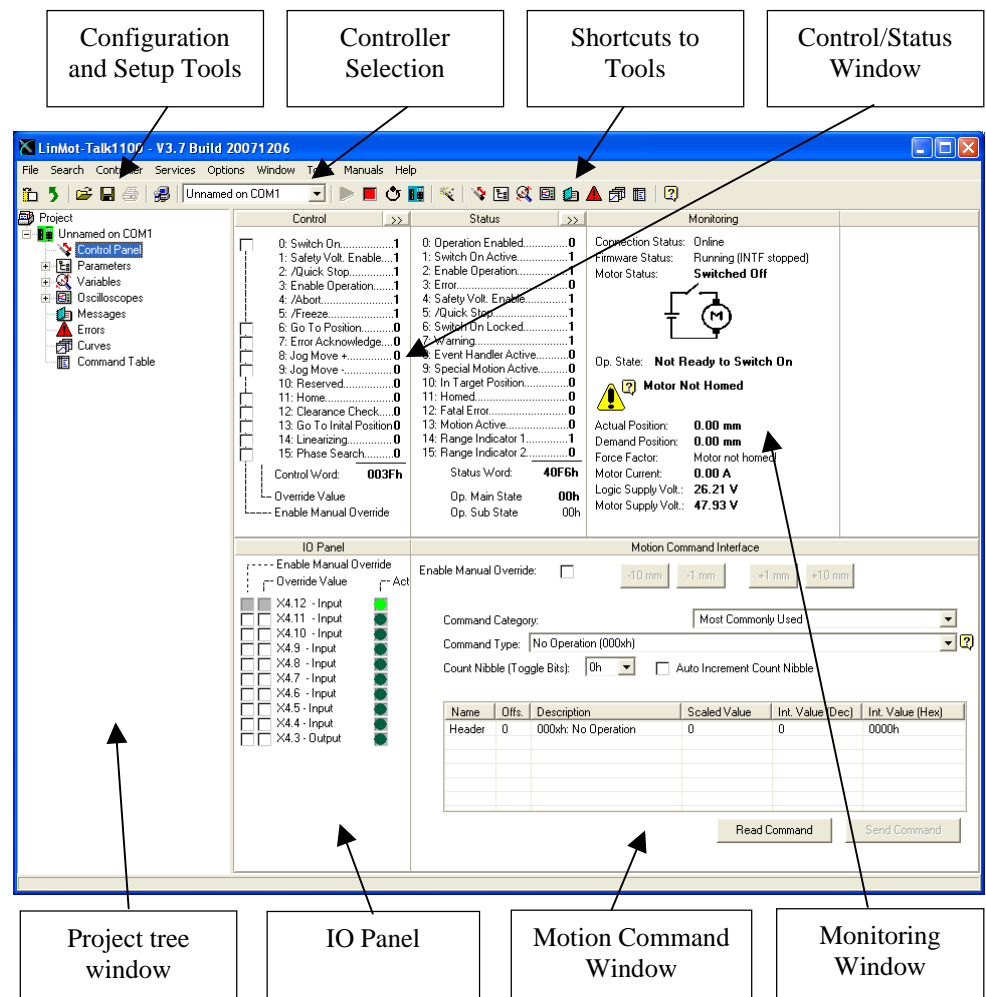 Configuration
and Setup Tools
Controller
Selection
Shortcuts to
Tools
Control/Status
Window
LinMot-Talk1100 - V3.7 Build 20071206
File Search Controller Services Options Window Tools Manuals Help
Unnamed on COM1
Project
Unnamed on COM1
Control Panel
Parameters
Variables
Oscilloscopes
Messages
Errors
Curves
Command Table
Control >>
0: Switch On................1
1: Safety Volt. Enable....1
2: /Quick Stop...............1
3: Enable Operation.......1
4: /Abort.......................1
5: /Freeze.....................1
6: Go To Position..........0
7: Error Acknowledge....0
8: Jog Move +..............0
9: Jog Move -...............0
10: Reserved................0
11: Home.....................0
12: Clearance Check.....0
13: Go To Inital Position 0
14: Linearizing...............0
15: Phase Search..........0
Control Word: 003Fh
Override Value
Enable Manual Override
Status >>
0: Operation Enabled.........0
1: Switch On Active............1
2: Enable Operation............1
3: Error..............................0
4: Safety Volt. Enable.........1
5: /Quick Stop...................1
6: Switch On Locked..........1
7: Warning........................1
8: Event Handler Active.......0
9: Special Motion Active......0
10: In Target Position..........0
11: Homed........................0
12: Fatal Error....................0
13: Motion Active...............0
14: Range Indicator 1.........1
15: Range Indicator 2.........0
Status Word: 40F6h
Op. Main State 00h
Op. Sub State 00h
Monitoring
Connection Status: Online
Firmware Status: Running (INTF stopped)
Motor Status: Switched Off
M
Op. State: Not Ready to Switch On
Motor Not Homed
Actual Position: 0.00 mm
Demand Position: 0.00 mm
Force Factor: Motor not homed
Motor Current: 0.00 A
Logic Supply Volt.: 26.21 V
Motor Supply Volt.: 47.93 V
IO Panel
Enable Manual Override
Override Value Act
X4.12 - Input
X4.11 - Input
X4.10 - Input
X4.9 - Input
X4.8 - Input
X4.7 - Input
X4.6 - Input
X4.5 - Input
X4.4 - Input
X4.3 - Output
Motion Command Interface
Enable Manual Override: -10 mm -1 mm +1 mm +10 mm
Command Category: Most Commonly Used
Command Type: No Operation (000xh)
Count Nibble (Toggle Bits): 0h Auto Increment Count Nibble
Name Offs. Description Scaled Value Int. Value (Dec) Int. Value (Hex)
Header 0 000xh: No Operation 0 0 0000h
Read Command Send Command
Project tree
window
IO Panel
Motion Command
Window
Monitoring
Window